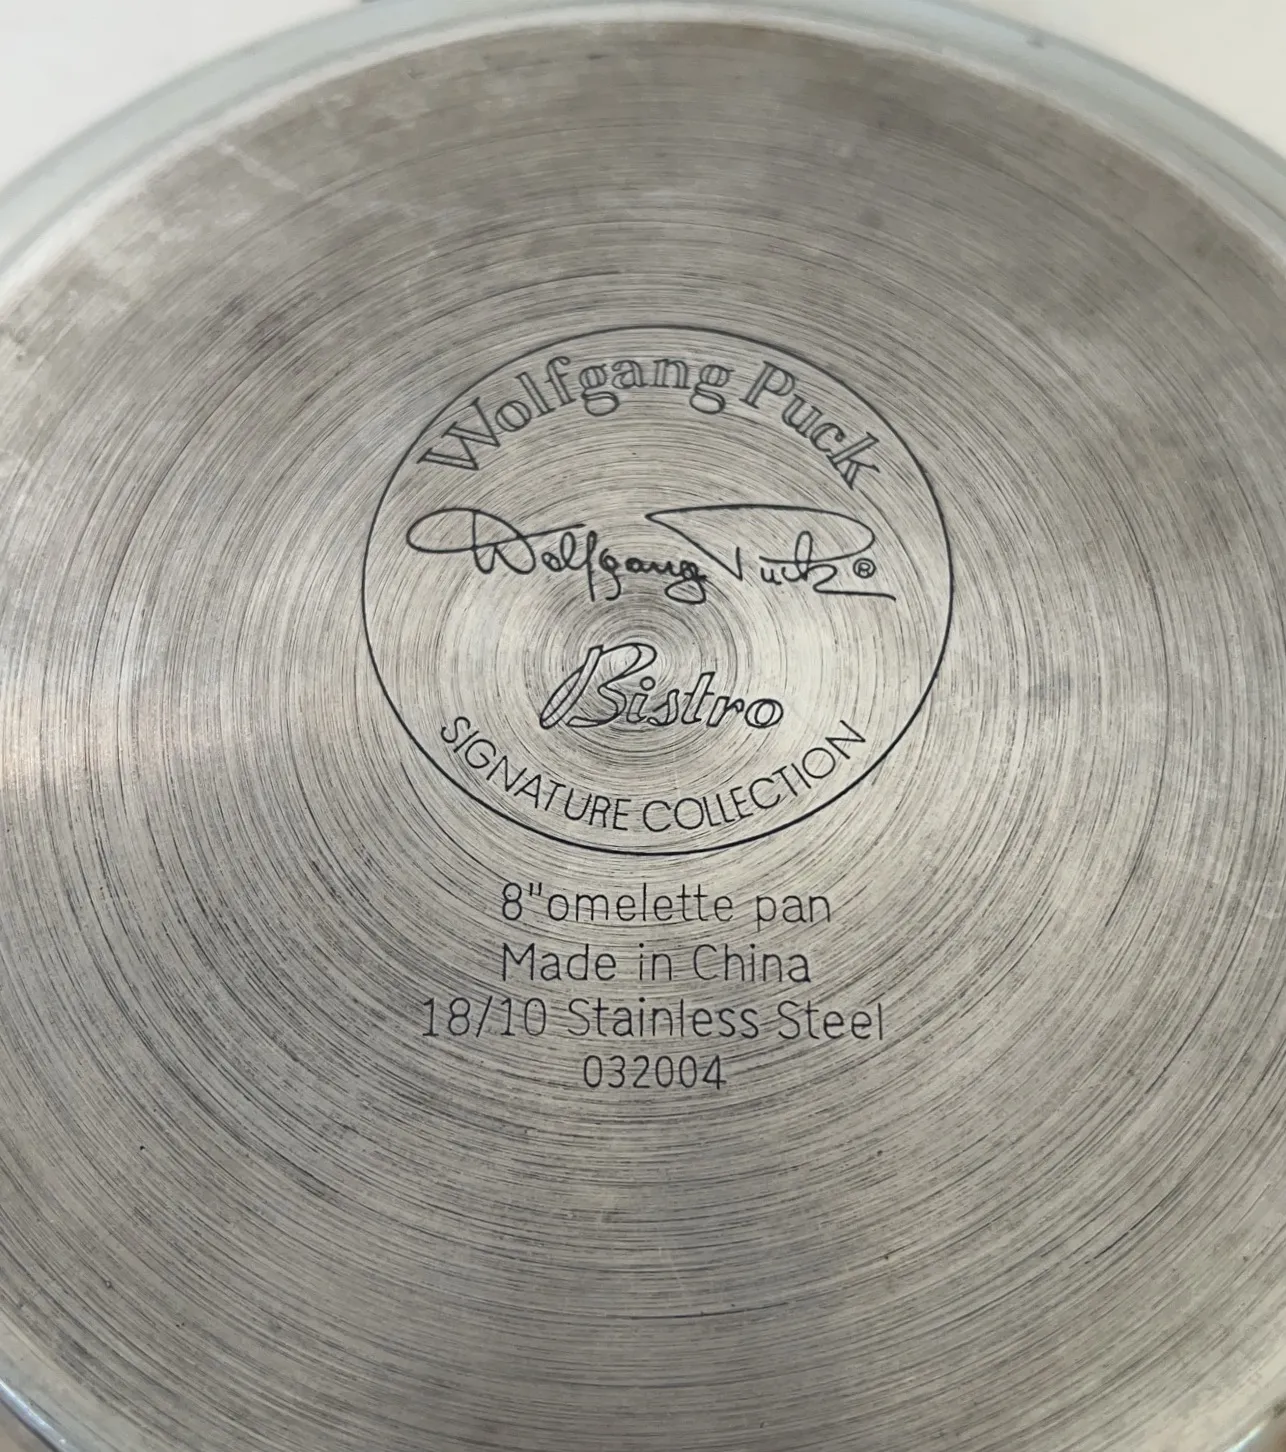 Wolfgang Puck
Wolfgang Puck®
Bistro
SIGNATURE COLLECTION
8"omelette pan
Made in China
18/10 Stainless Steel
032004